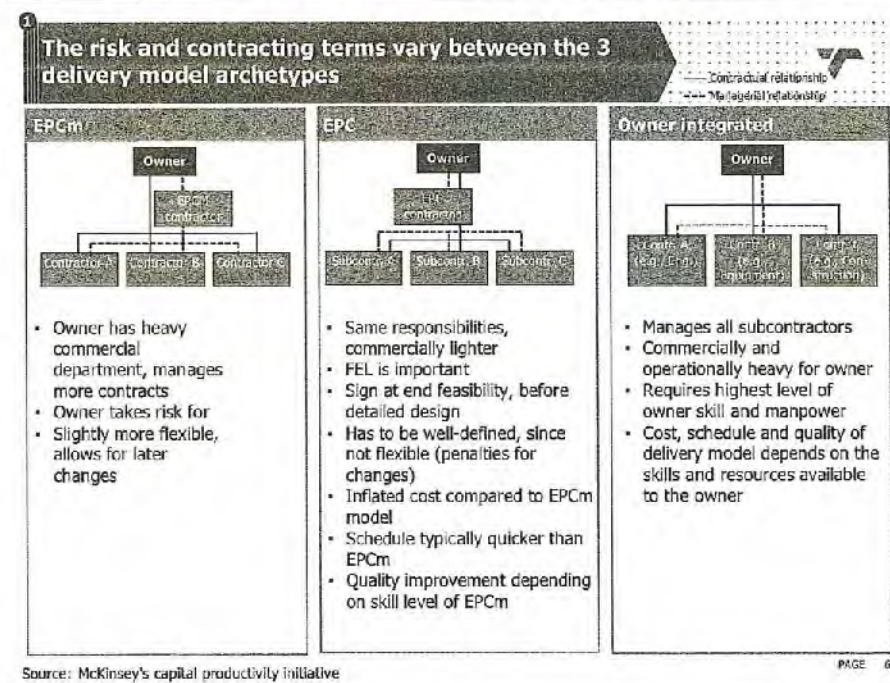 1
The risk and contracting terms vary between the 3
delivery model archetypes
Contractual relationship
Managerial relationship
EPCm
EPC
Owner integrated
Owner
EPCM
contractor
Contractor A
Contractor B
Contractor C
Owner
contractor
Subcontr.
Subcontr. B
Subcontr. C
Owner
Contr. A
(e.g., Eng.)
Contr. B
(e.g.,
equipment)
(e.g., Con-
struction)
▪ Owner has heavy
commercial
department, manages
more contracts
▪ Owner takes risk for
▪ Slightly more flexible,
allows for later
changes
▪ Same responsibilities,
commercially lighter
▪ FEL is important
▪ Sign at end feasibility, before
detailed design
▪ Has to be well-defined, since
not flexible (penalties for
changes)
▪ Inflated cost compared to EPCm
model
▪ Schedule typically quicker than
EPCm
▪ Quality improvement depending
on skill level of EPCm
▪ Manages all subcontractors
▪ Commercially and
operationally heavy for owner
▪ Requires highest level of
owner skill and manpower
▪ Cost, schedule and quality of
delivery model depends on the
skills and resources available
to the owner
Source: McKinsey's capital productivity initiative
PAGE 6